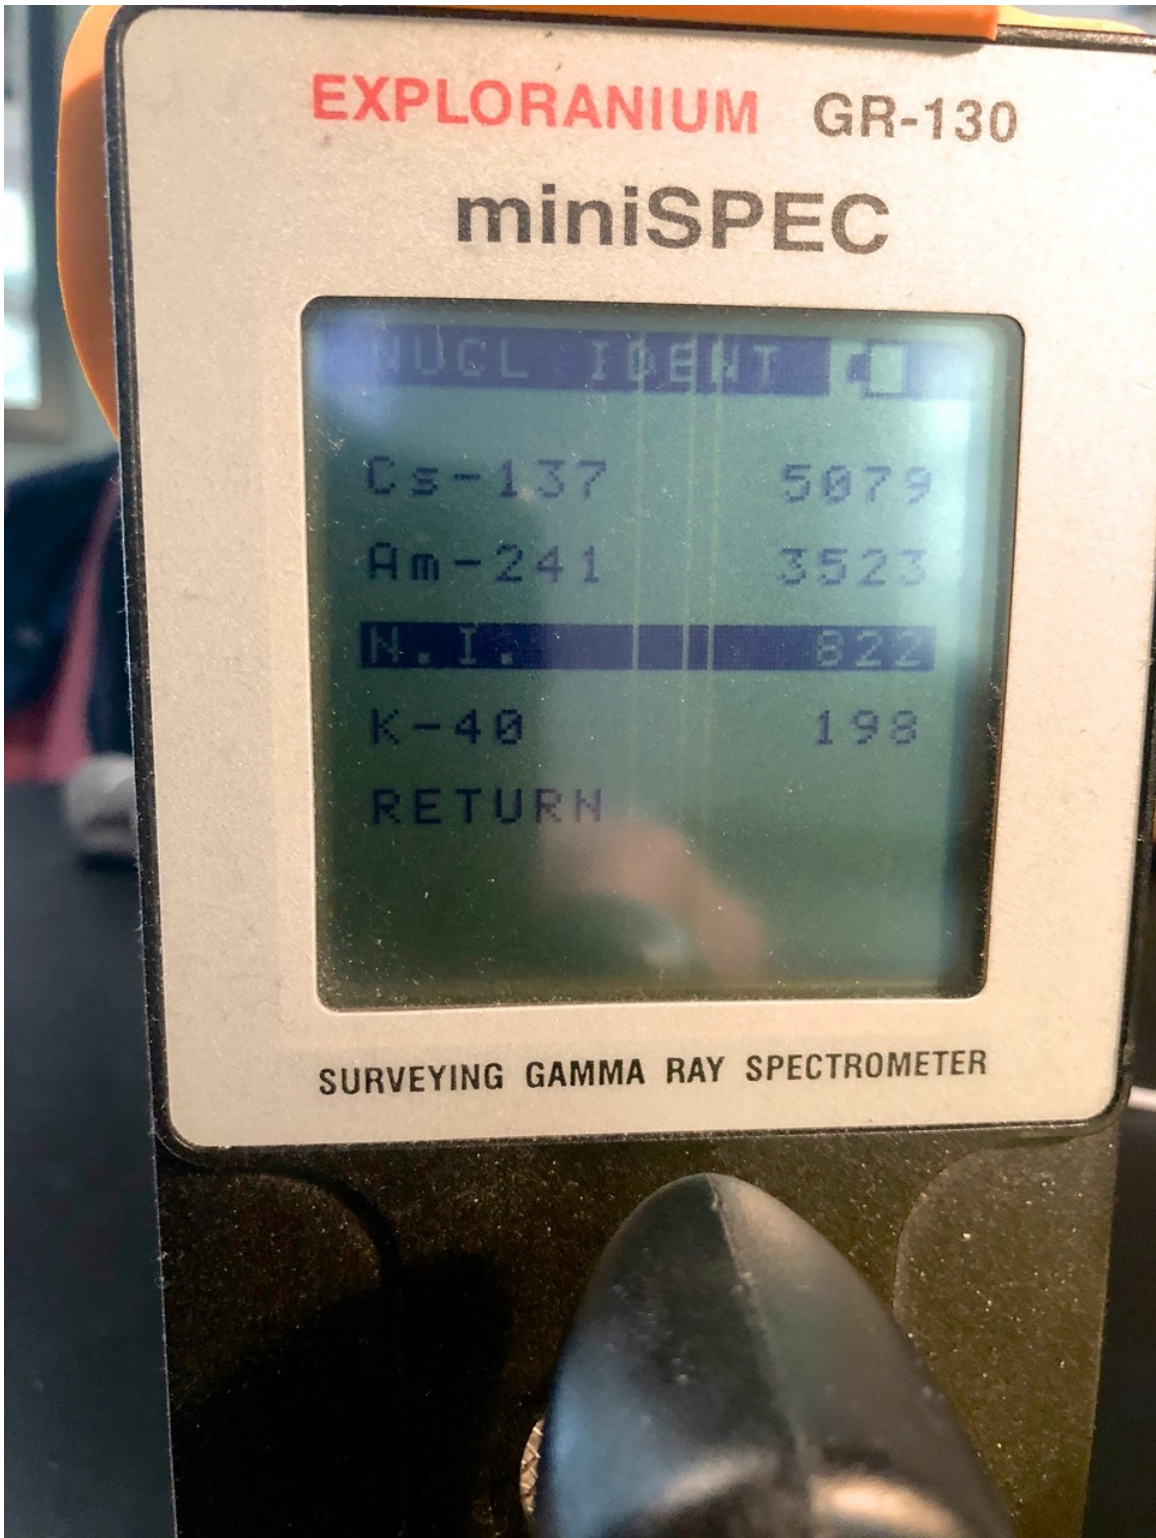 EXPLORANIUM GR-130
miniSPEC
NUCL IDENT
Cs-137 5079
Am-241 3523
N.I. 822
K-40 198
RETURN
SURVEYING GAMMA RAY SPECTROMETER